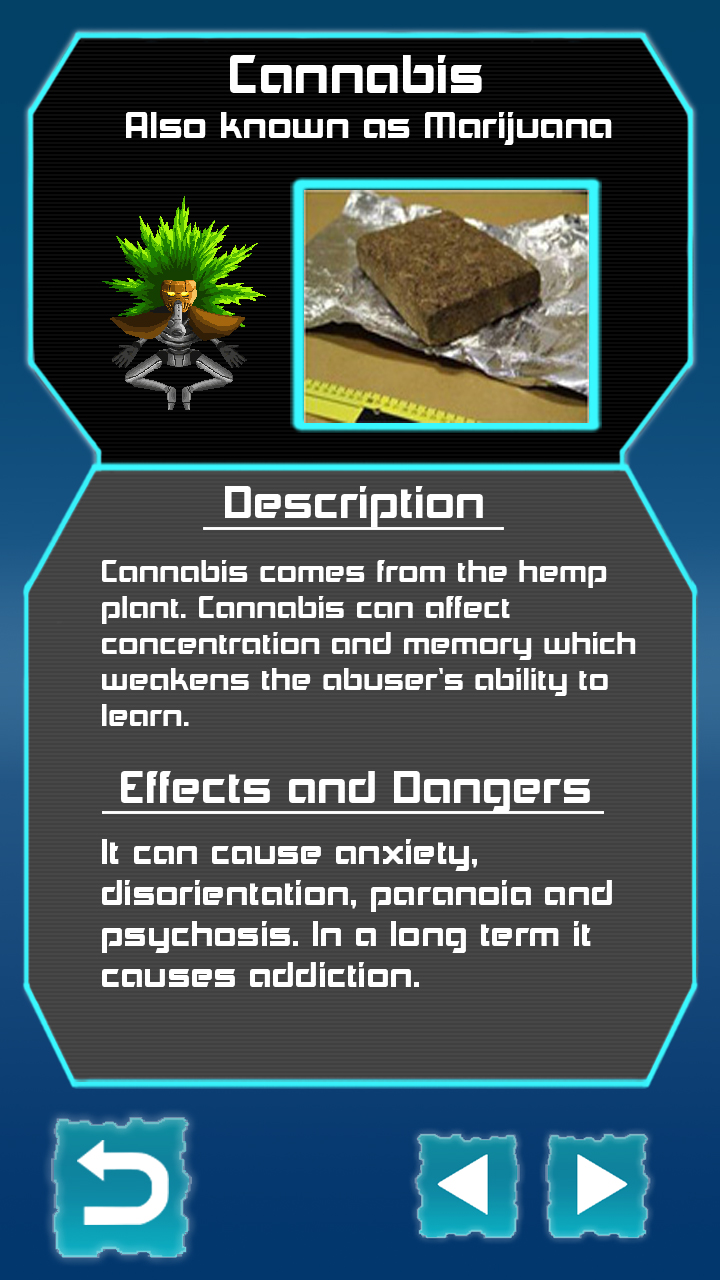 Cannabis
Also known as Marijuana
Description
Cannabis comes from the hemp
plant. Cannabis can affect
concentration and memory which
weakens the abuser's ability to
learn.
Effects and Dangers
It can cause anxiety,
disorientation, paranoia and
psychosis. In a long term it
causes addiction.